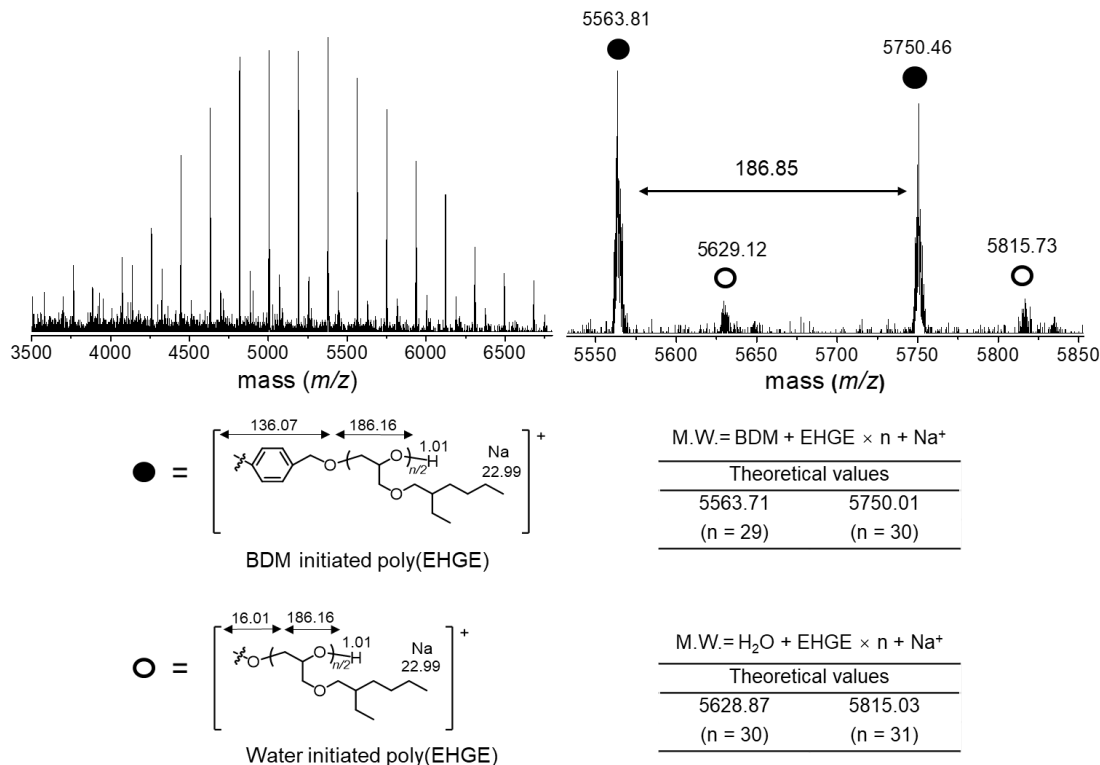 5563.81
5750.46
186.85
5629.12
5815.73
3500 4000 4500 5000 5500 6000 6500
mass (m/z)
5550 5600 5650 5700 5750 5800 5850
mass (m/z)
136.07 186.16
1.01
= O ( O ) H
n/2
Na
22.99
+
O
BDM initiated poly(EHGE)
M.W.= BDM + EHGE × n + Na⁺
Theoretical values
5563.71 5750.01
(n = 29) (n = 30)
16.01 186.16
1.01
= O ( O ) H
n/2
Na
22.99
+
O
Water initiated poly(EHGE)
M.W.= H₂O + EHGE × n + Na⁺
Theoretical values
5628.87 5815.03
(n = 30) (n = 31)